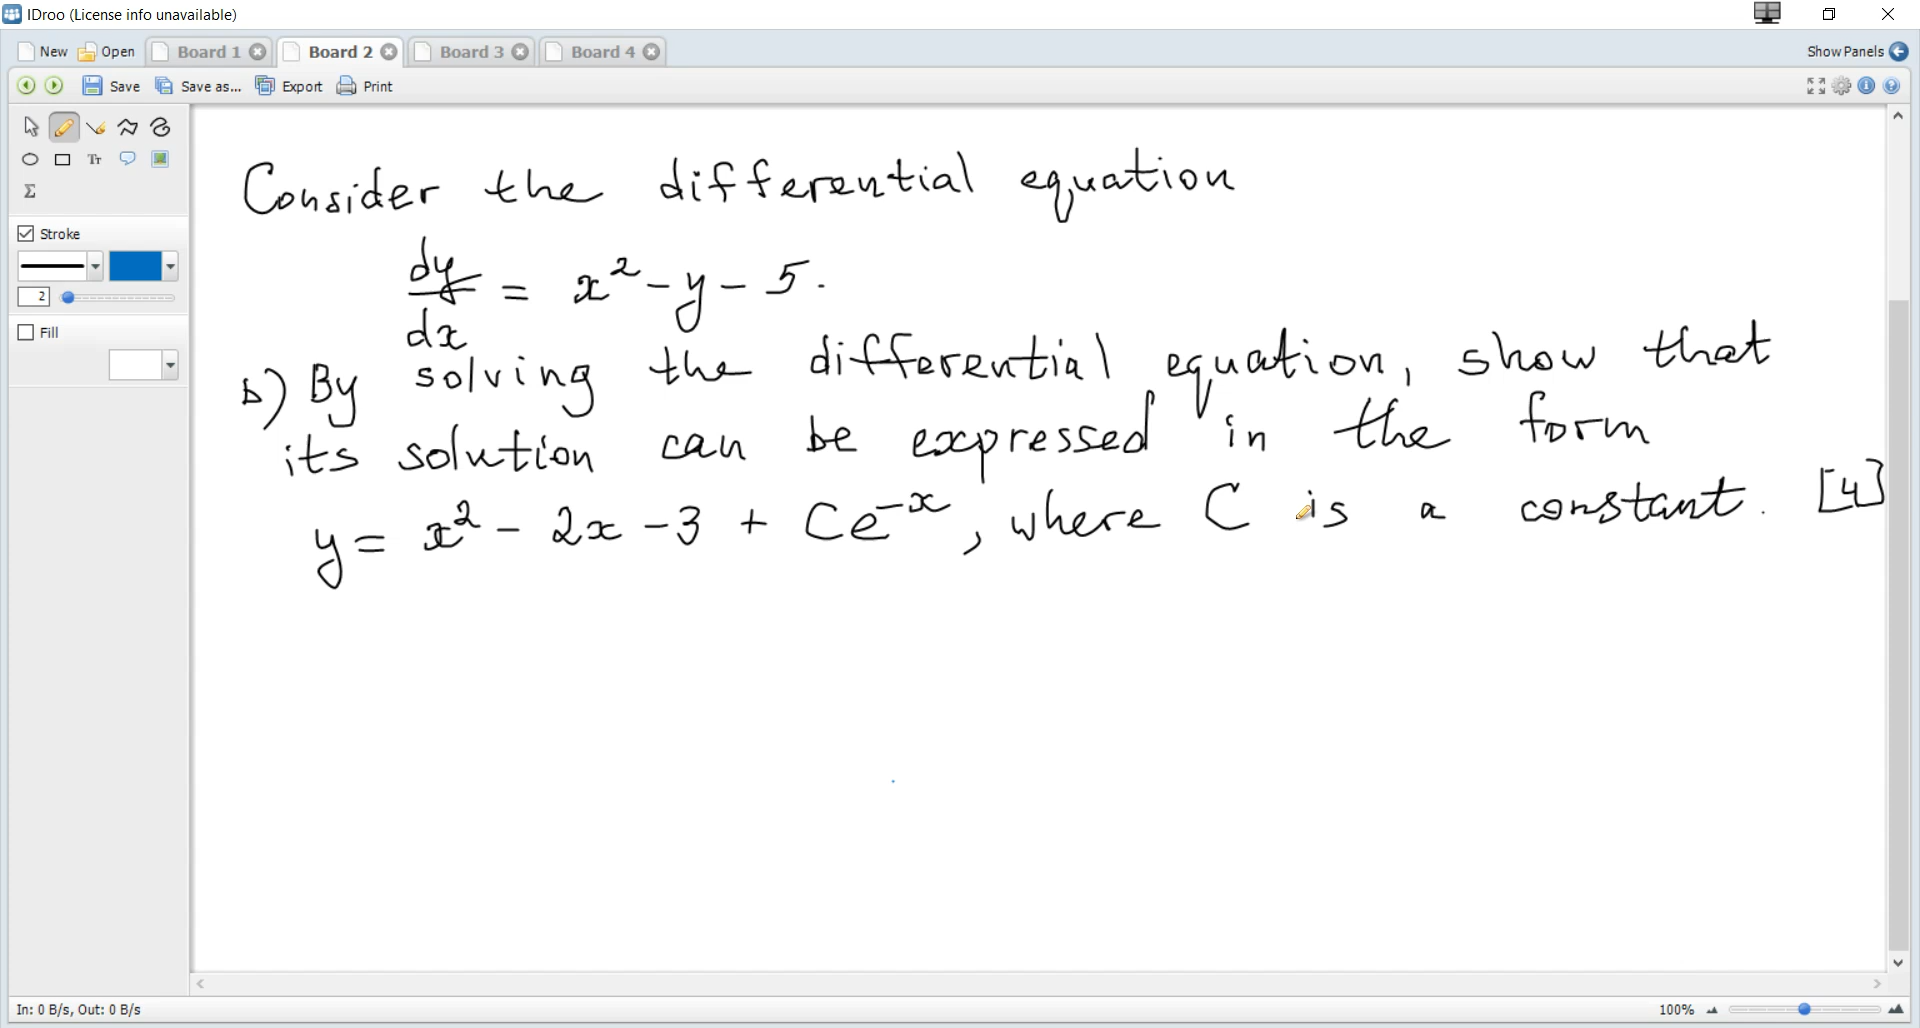 IDroo (License info unavailable)
New Open Board 1 Board 2 Board 3 Board 4 Show Panels
Save Save as... Export Print
Tr
Σ
Stroke
2
Fill
Consider the differential equation
dy/dx = x² - y - 5.
b) By solving the differential equation, show that
its solution can be expressed in the form
y = x² - 2x - 3 + Ce⁻ˣ, where C is a constant. [4]
In: 0 B/s, Out: 0 B/s 100%